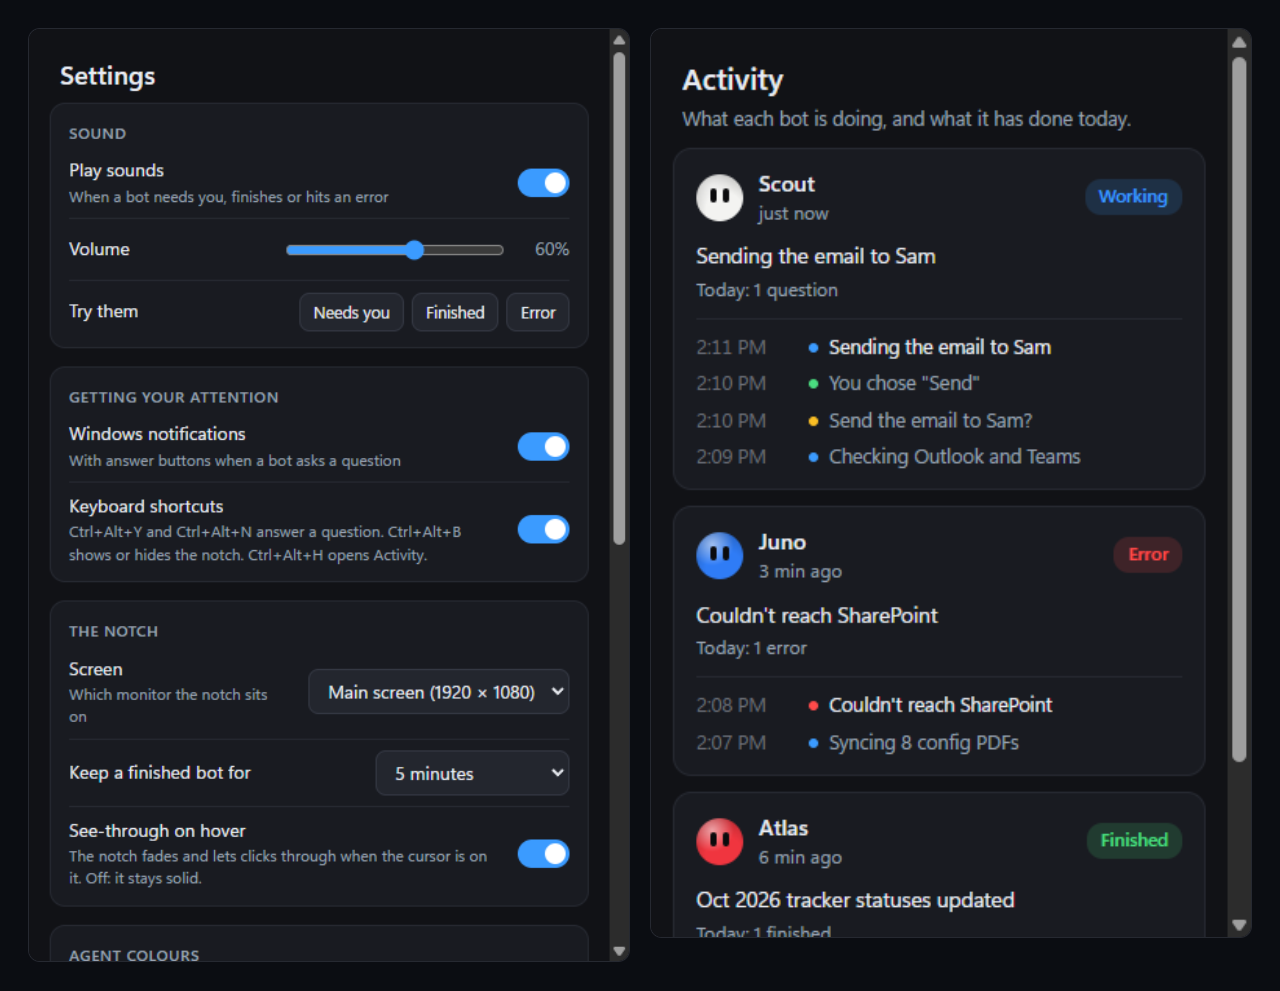 Settings
SOUND
Play sounds
When a bot needs you, finishes or hits an error
Volume
60%
Try them
Needs you
Finished
Error
GETTING YOUR ATTENTION
Windows notifications
With answer buttons when a bot asks a question
Keyboard shortcuts
Ctrl+Alt+Y and Ctrl+Alt+N answer a question. Ctrl+Alt+B
shows or hides the notch. Ctrl+Alt+H opens Activity.
THE NOTCH
Screen
Which monitor the notch sits
on
Main screen (1920 × 1080)
Keep a finished bot for
5 minutes
See-through on hover
The notch fades and lets clicks through when the cursor is on
it. Off: it stays solid.
AGENT COLOURS
Activity
What each bot is doing, and what it has done today.
Scout
just now
Working
Sending the email to Sam
Today: 1 question
2:11 PM Sending the email to Sam
2:10 PM You chose "Send"
2:10 PM Send the email to Sam?
2:09 PM Checking Outlook and Teams
Juno
3 min ago
Error
Couldn't reach SharePoint
Today: 1 error
2:08 PM Couldn't reach SharePoint
2:07 PM Syncing 8 config PDFs
Atlas
6 min ago
Finished
Oct 2026 tracker statuses updated
Today: 1 finished